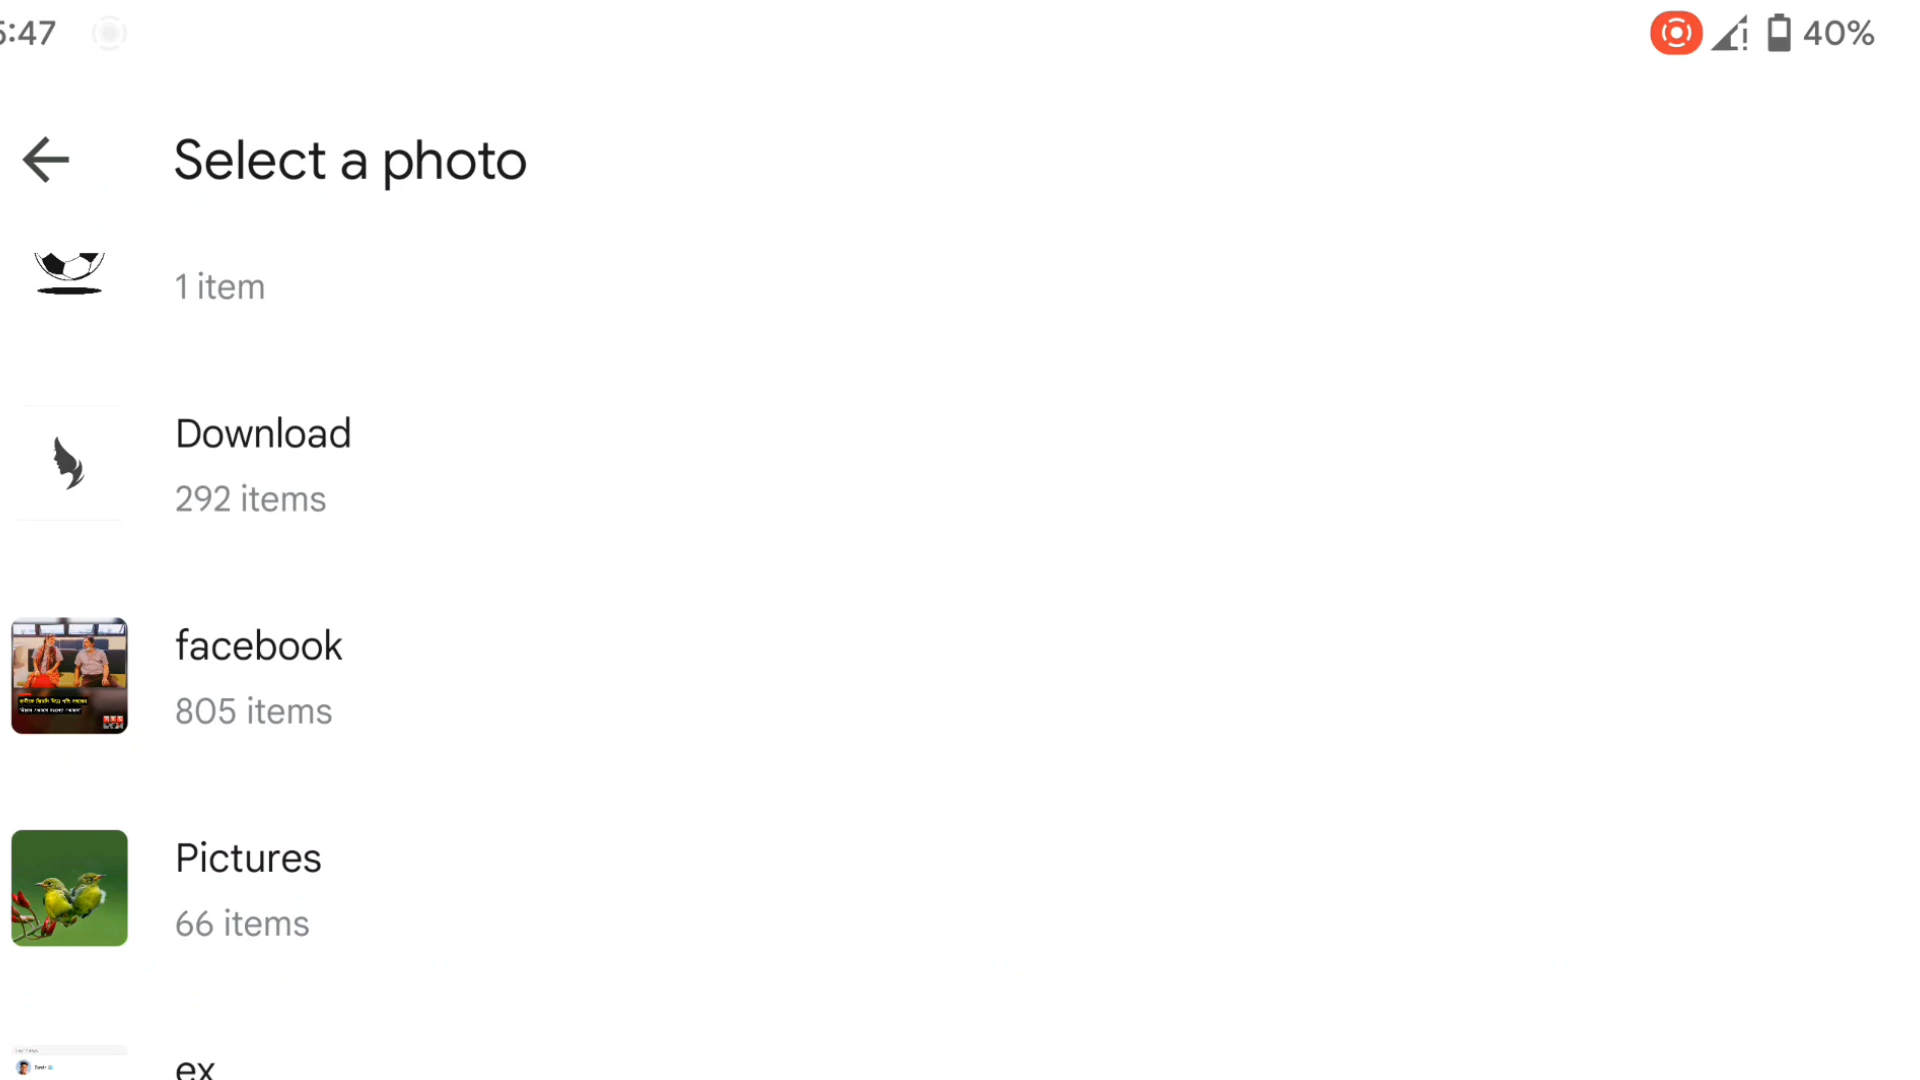 5:47
40%
Select a photo
1 item
Download
292 items
facebook
805 items
Pictures
66 items
ex